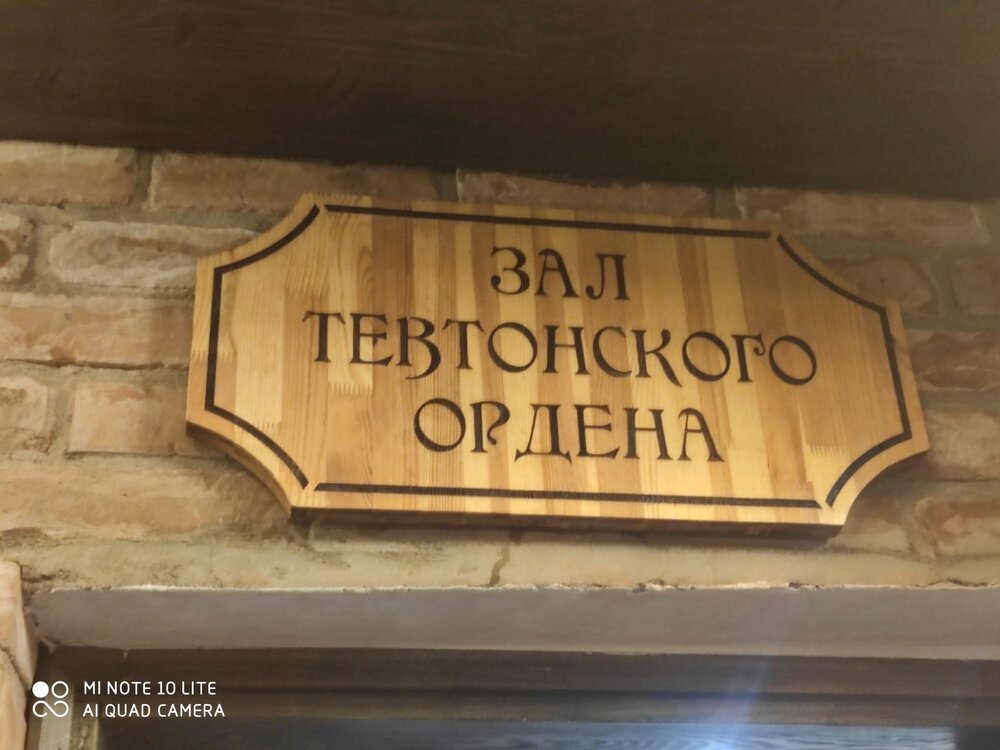 ЗАЛ
ТЕВТОНСКОГО
ОРДЕНА
MI NOTE 10 LITE
AI QUAD CAMERA